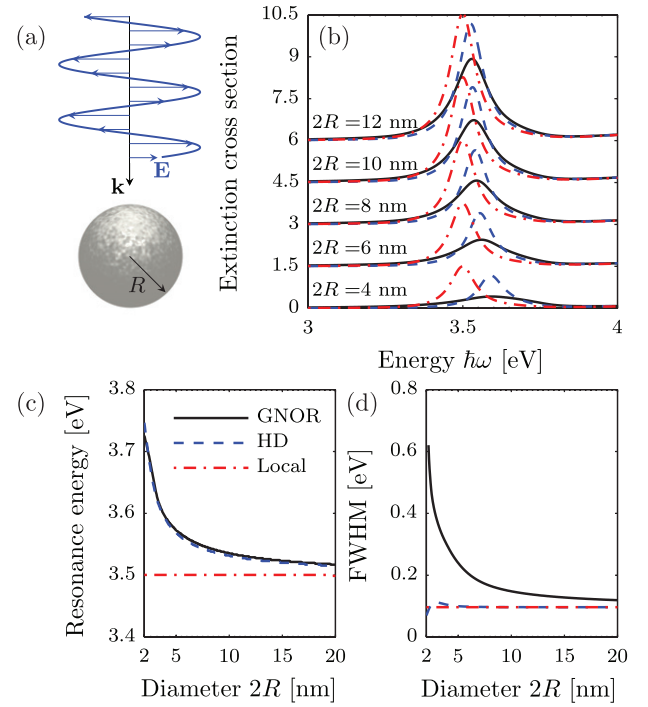 (a)
E
k
R
(b)
Extinction cross section
10.5
9
7.5
6
4.5
3
1.5
0
2R = 12 nm
2R = 10 nm
2R = 8 nm
2R = 6 nm
2R = 4 nm
3
3.5
4
Energy ħω [eV]
(c)
Resonance energy [eV]
3.8
3.7
3.6
3.5
3.4
GNOR
HD
Local
2
5
10
15
20
Diameter 2R [nm]
(d)
FWHM [eV]
0.8
0.6
0.4
0.2
0
2
5
10
15
20
Diameter 2R [nm]